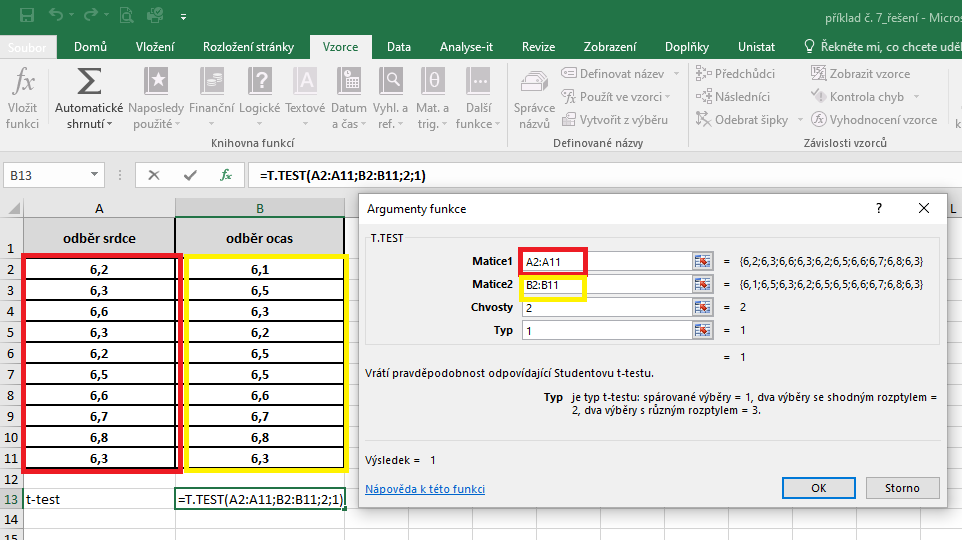 příklad č. 7_řešení - Micros
Soubor Domů Vložení Rozložení stránky Vzorce Data Analyse-it Revize Zobrazení Doplňky Unistat Řekněte mi, co chcete uděl
fx Σ ? A θ
Vložit funkci
Automatické shrnutí
Naposledy použité
Finanční
Logické
Textové
Datum a čas
Vyhl. a ref.
Mat. a trig.
Další funkce
Knihovna funkcí
Správce názvů
Definovat název
Použít ve vzorci
Vytvořit z výběru
Definované názvy
Předchůdci
Následníci
Odebrat šipky
Zobrazit vzorce
Kontrola chyb
Vyhodnocení vzorce
Závislosti vzorců
B13 fx =T.TEST(A2:A11;B2:B11;2;1)
A B L
1 odběr srdce odběr ocas
2 6,2 6,1
3 6,3 6,5
4 6,6 6,3
5 6,3 6,2
6 6,2 6,5
7 6,5 6,5
8 6,6 6,6
9 6,7 6,7
10 6,8 6,8
11 6,3 6,3
12
13 t-test =T.TEST(A2:A11;B2:B11;2;1)
14
15
Argumenty funkce ?
T.TEST
Matice1 A2:A11 = {6,2;6,3;6,6;6,3;6,2;6,5;6,6;6,7;6,8;6,3}
Matice2 B2:B11 = {6,1;6,5;6,3;6,2;6,5;6,5;6,6;6,7;6,8;6,3}
Chvosty 2 = 2
Typ 1 = 1
= 1
Vrátí pravděpodobnost odpovídající Studentovu t-testu.
Typ je typ t-testu: spárované výběry = 1, dva výběry se shodným rozptylem =
2, dva výběry s různým rozptylem = 3.
Výsledek = 1
Nápověda k této funkci
OK Storno